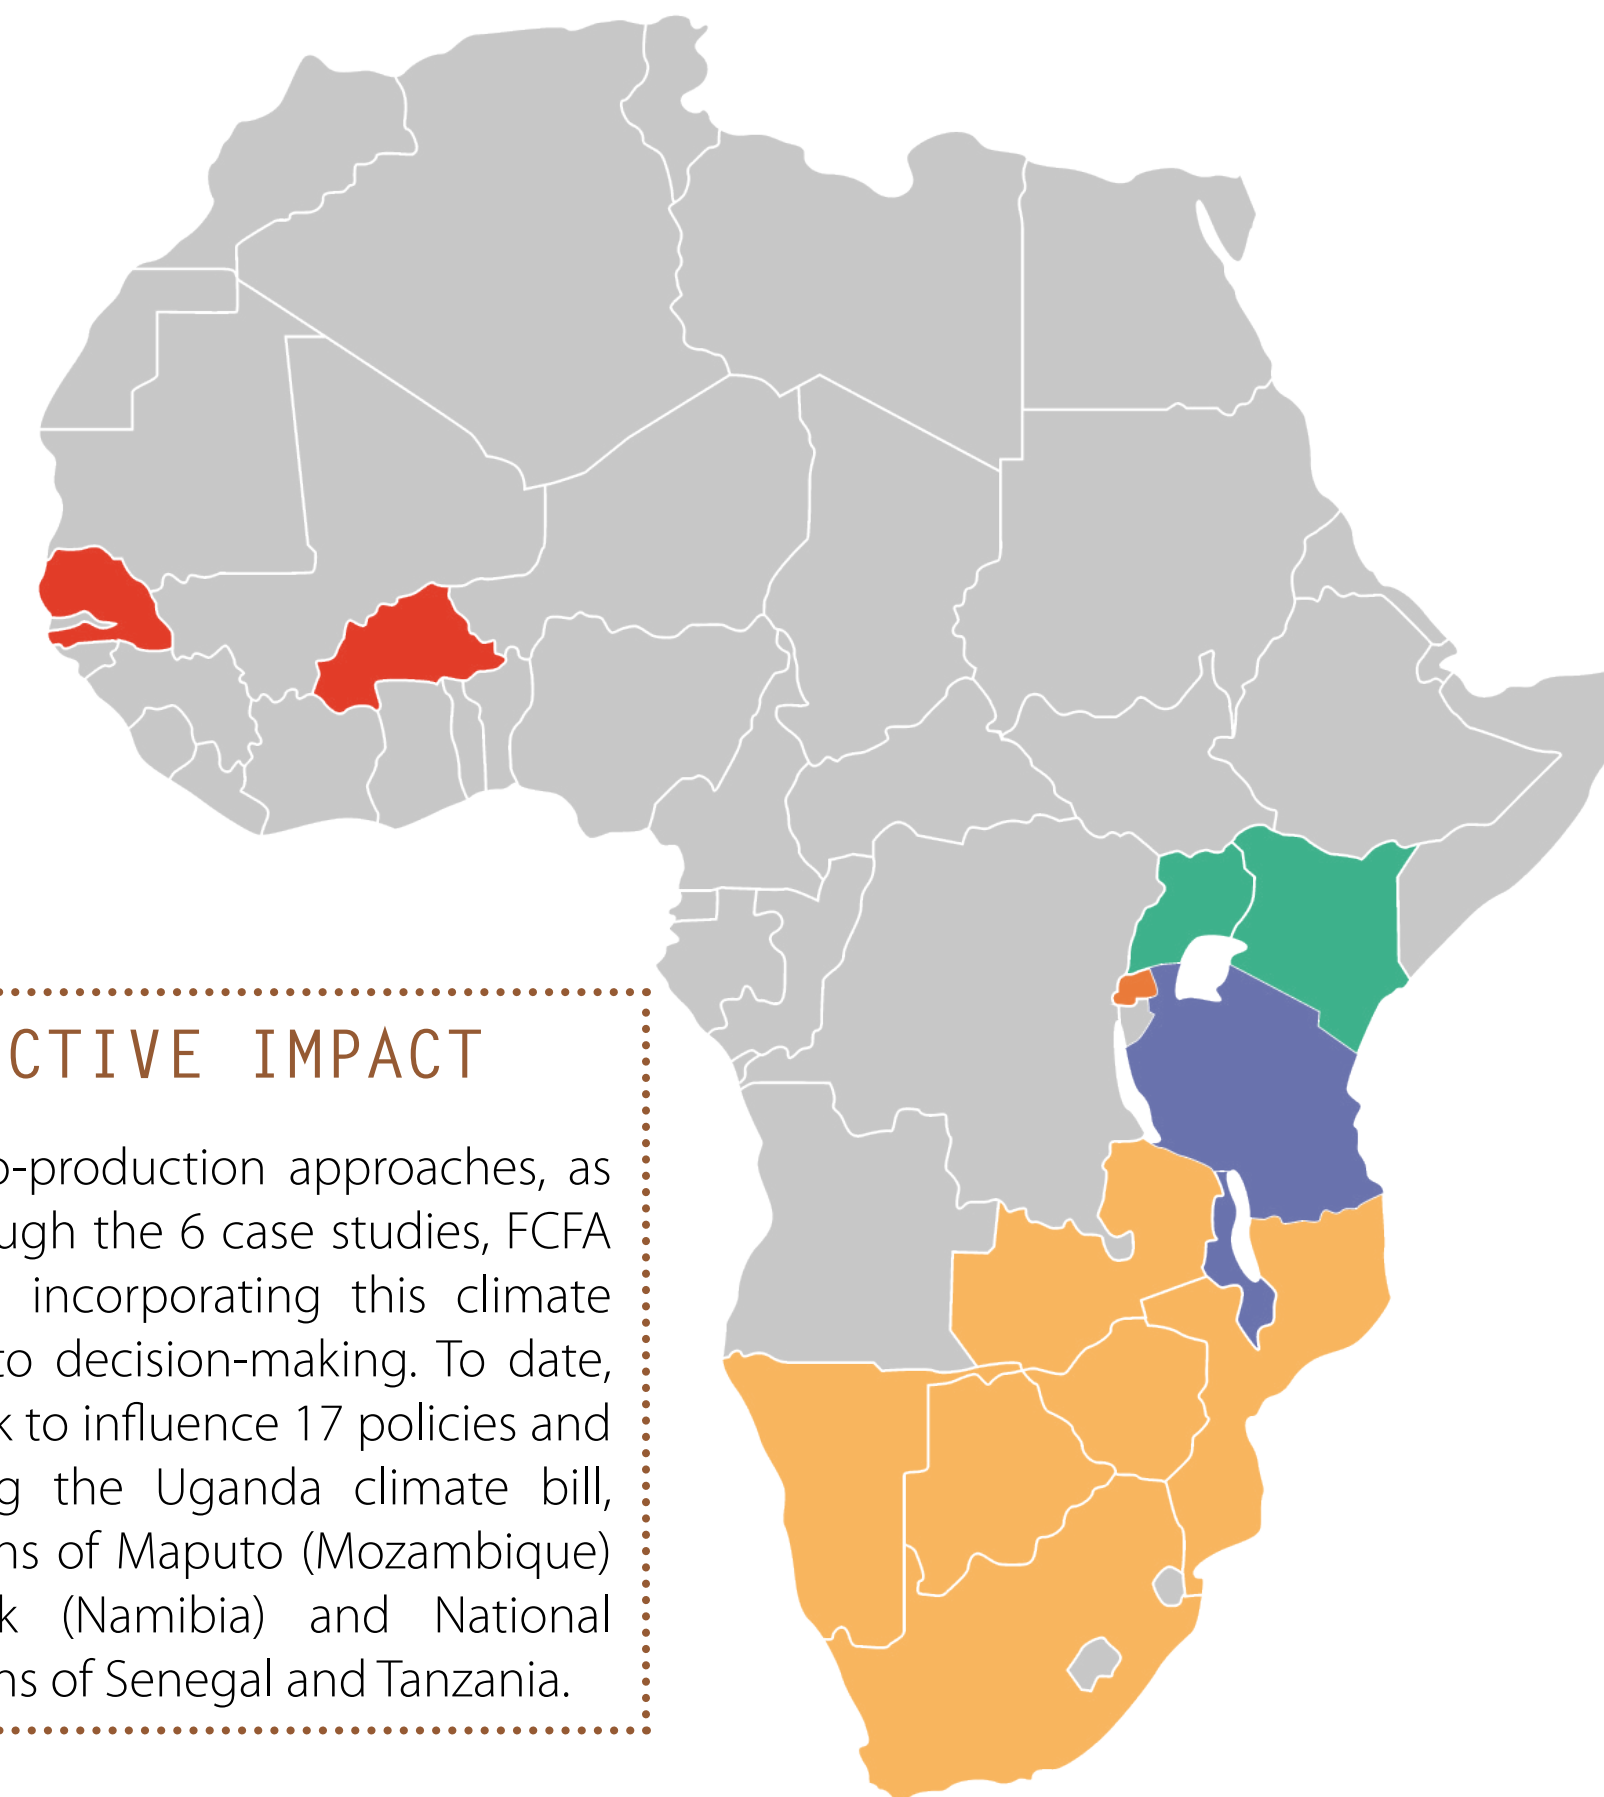 CTIVE IMPACT
o-production approaches, as
ugh the 6 case studies, FCFA
incorporating this climate
to decision-making. To date,
k to influence 17 policies and
g the Uganda climate bill,
ns of Maputo (Mozambique)
k (Namibia) and National
ns of Senegal and Tanzania.